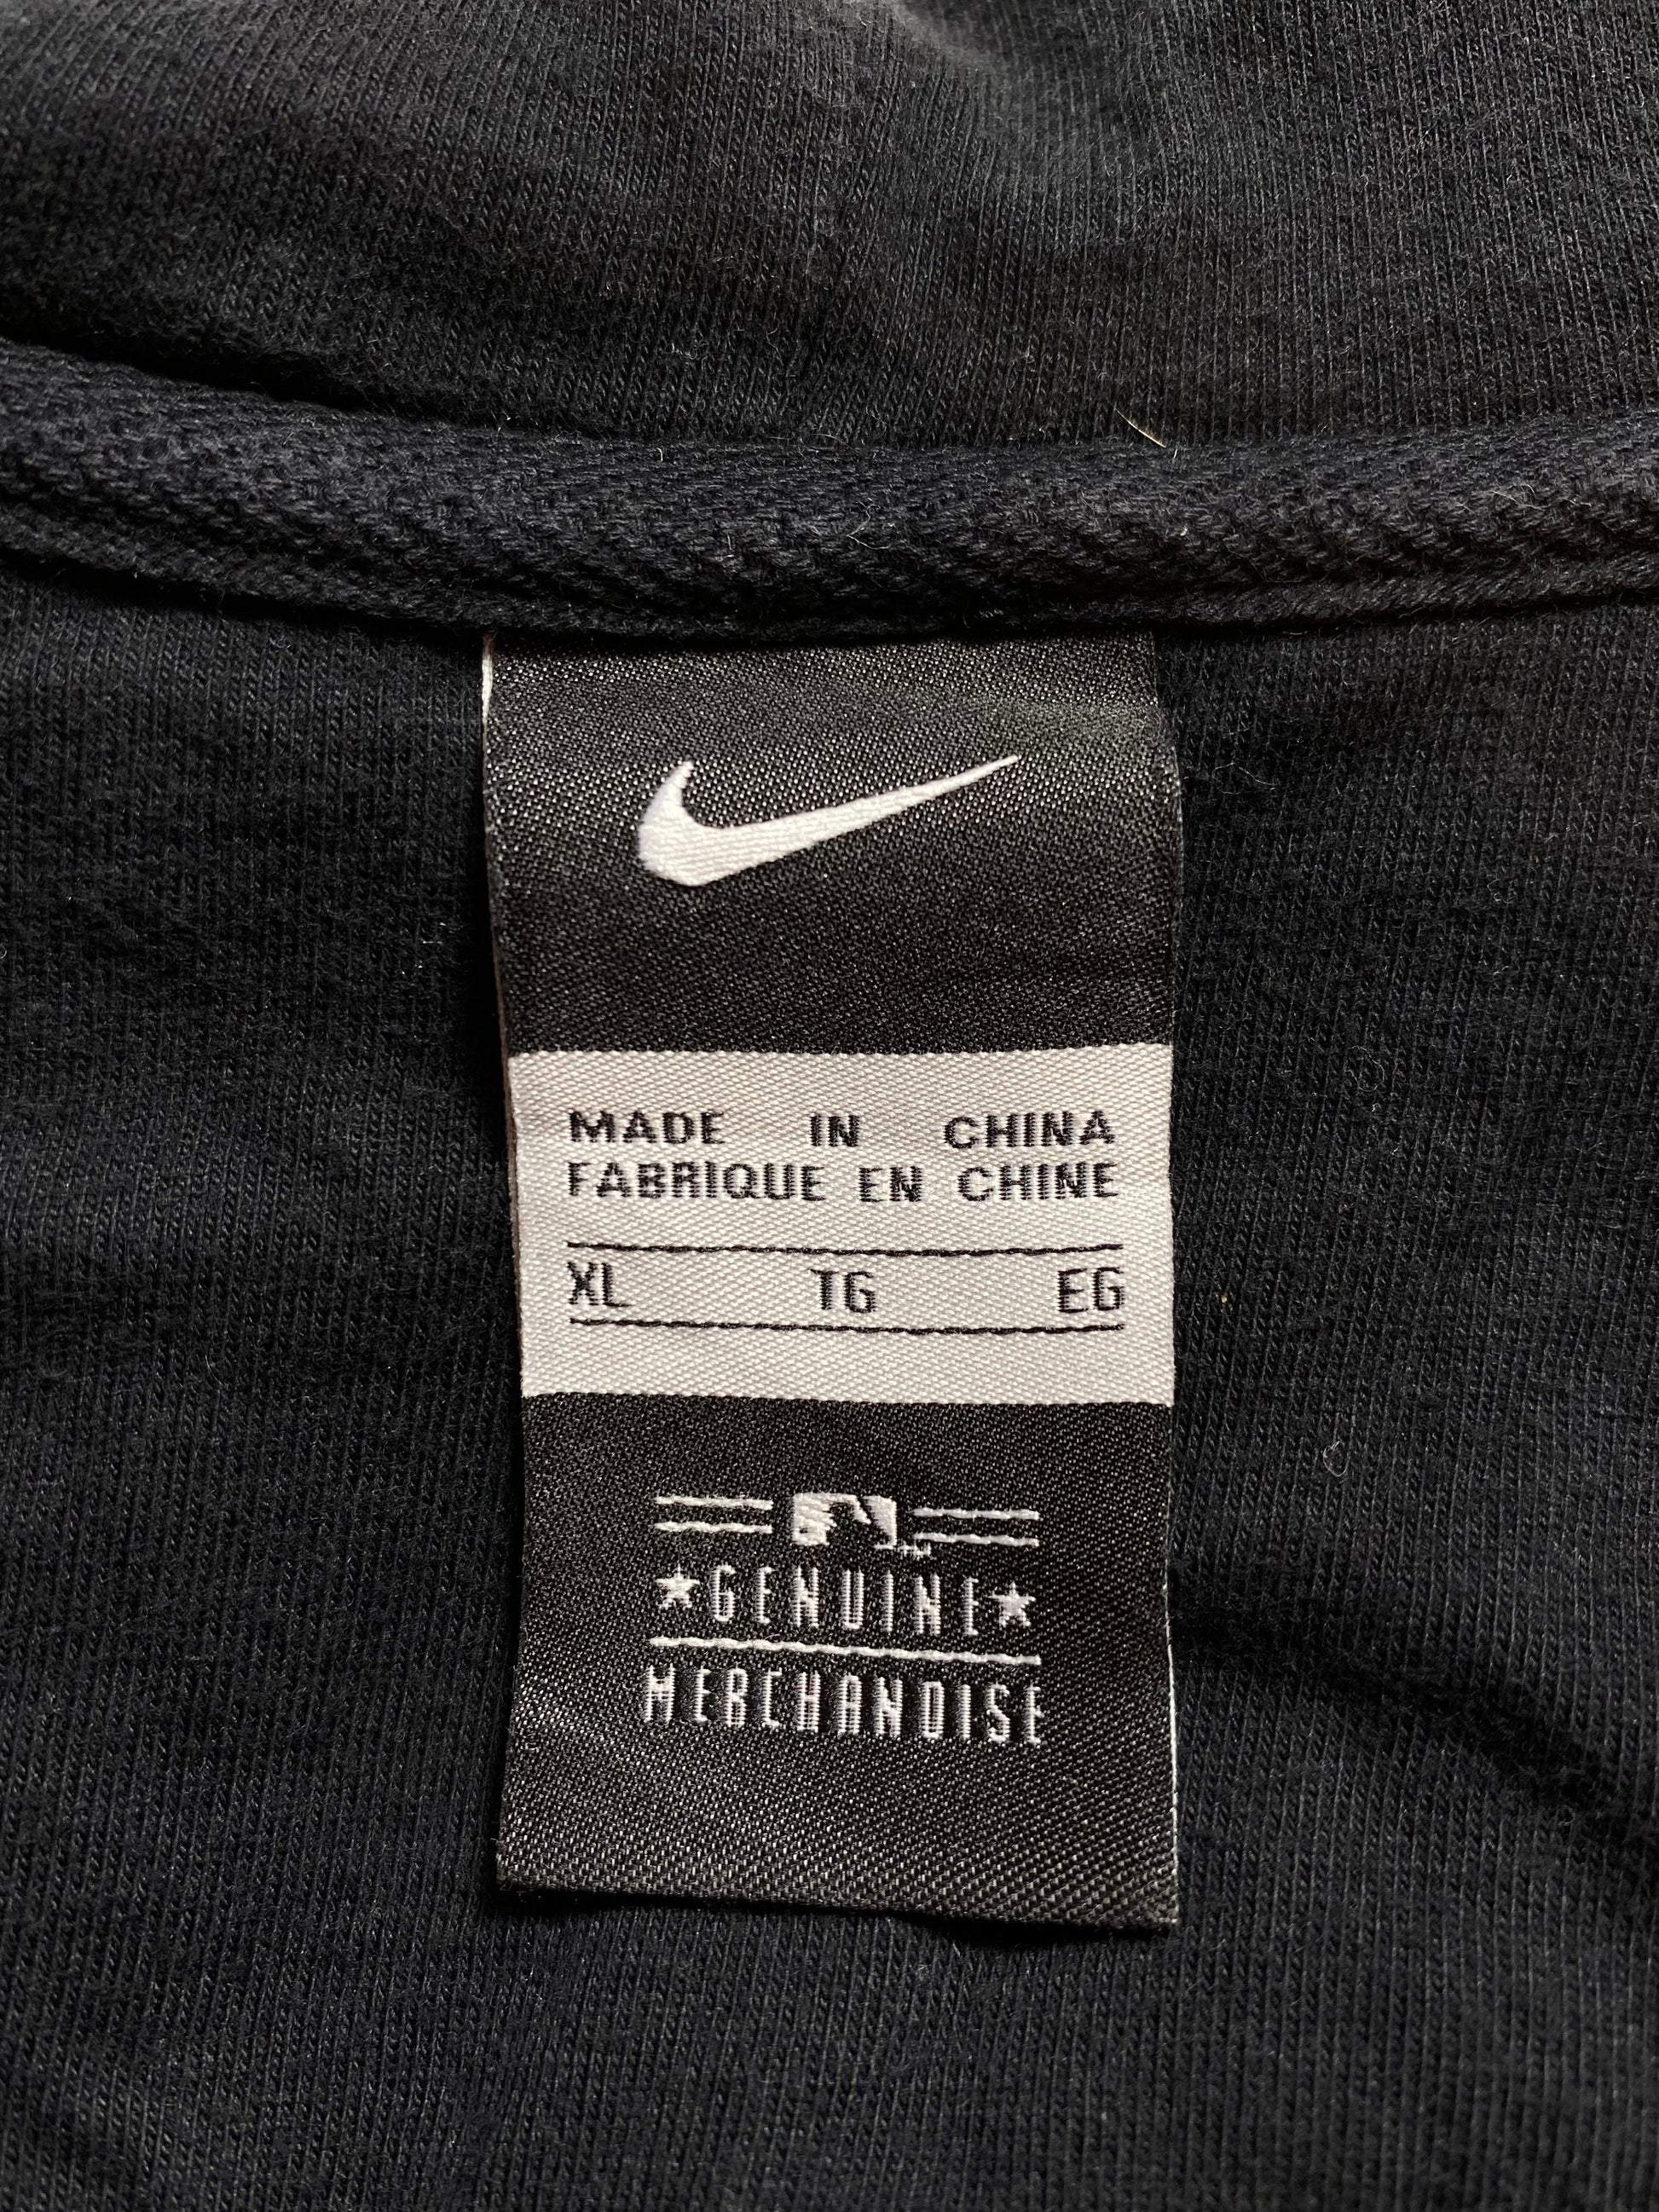 MADE IN CHINA
FABRIQUE EN CHINE
XL TG EG
GENUINE
MERCHANDISE